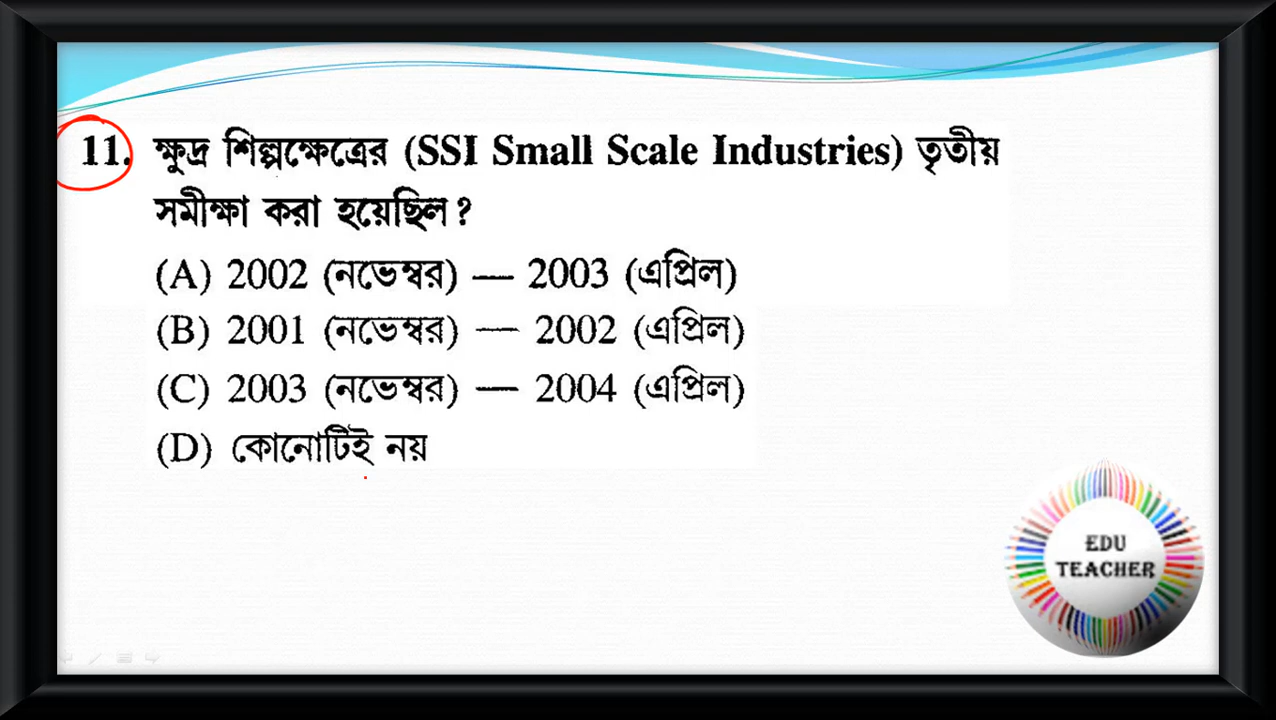 11. ক্ষুদ্র শিল্পক্ষেত্রের (SSI Small Scale Industries) তৃতীয়
সমীক্ষা করা হয়েছিল?
(A) 2002 (নভেম্বর) — 2003 (এপ্রিল)
(B) 2001 (নভেম্বর) — 2002 (এপ্রিল)
(C) 2003 (নভেম্বর) — 2004 (এপ্রিল)
(D) কোনোটিই নয়
EDU
TEACHER